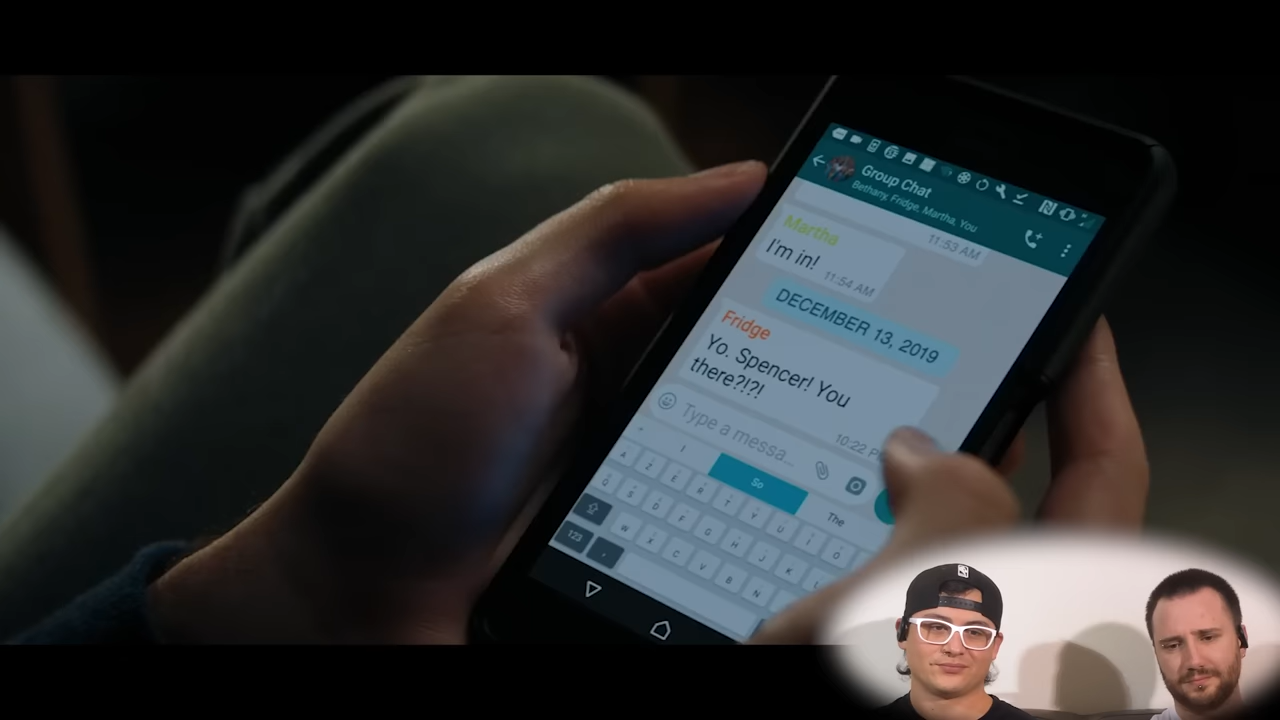 Group Chat
Bethany, Fridge, Martha, You
11:53 AM
Martha
I'm in!
11:54 AM
DECEMBER 13, 2019
Fridge
Yo. Spencer! You
there?!?!
10:22 P
Type a messa...
I
So
The
123